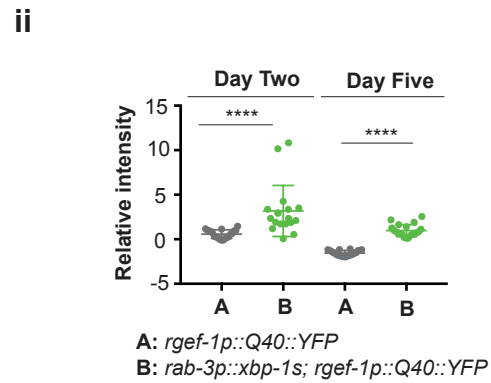 ii
Day Two Day Five
Relative intensity
15
10
5
0
-5
**** ****
A B A B
A: rgef-1p::Q40::YFP
B: rab-3p::xbp-1s; rgef-1p::Q40::YFP